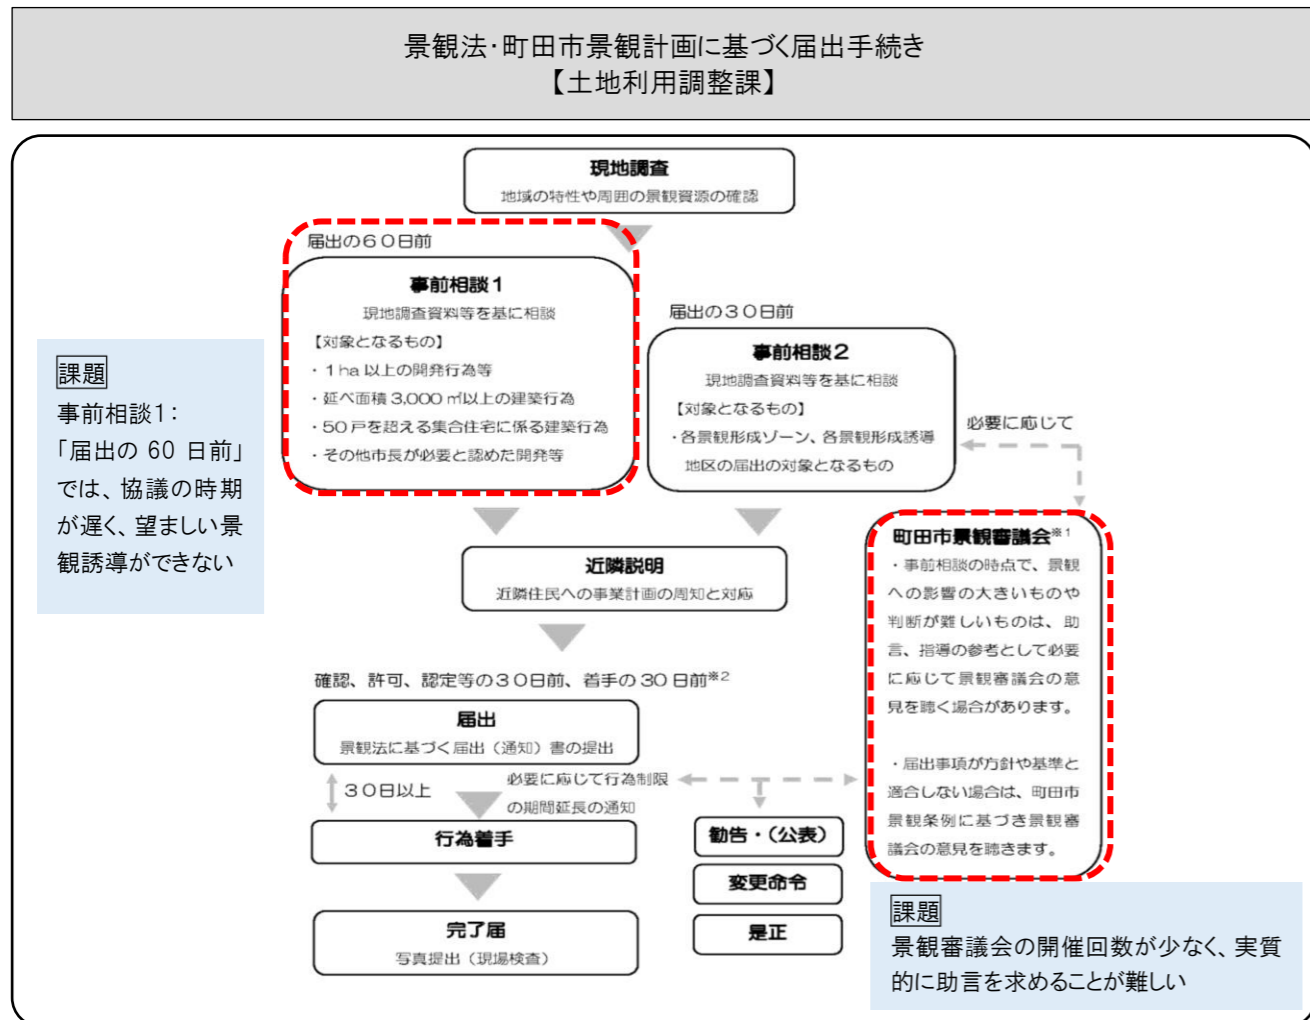 景観法・町田市景観計画に基づく届出手続き
【土地利用調整課】
現地調査
地域の特性や周囲の景観資源の確認
届出の６０日前
事前相談１
現地調査資料等を基に相談
【対象となるもの】
・１ha 以上の開発行為等
・延べ面積 3,000 ㎡以上の建築行為
・５０戸を超える集合住宅に係る建築行為
・その他市長が必要と認めた開発等
届出の３０日前
事前相談２
現地調査資料等を基に相談
【対象となるもの】
・各景観形成ゾーン、各景観形成誘導
地区の届出の対象となるもの
課題
事前相談1：
「届出の 60 日前」
では、協議の時期
が遅く、望ましい景
観誘導ができない
必要に応じて
近隣説明
近隣住民への事業計画の周知と対応
町田市景観審議会※1
・事前相談の時点で、景観
への影響の大きいものや
判断が難しいものは、助
言、指導の参考として必要
に応じて景観審議会の意
見を聴く場合があります。
・届出事項が方針や基準と
適合しない場合は、町田市
景観条例に基づき景観審
議会の意見を聴きます。
確認、許可、認定等の３０日前、着手の 30 日前※2
届出
景観法に基づく届出（通知）書の提出
３０日以上
必要に応じて行為制限
の期間延長の通知
行為着手
完了届
写真提出（現場検査）
勧告・（公表）
変更命令
是正
課題
景観審議会の開催回数が少なく、実質
的に助言を求めることが難しい